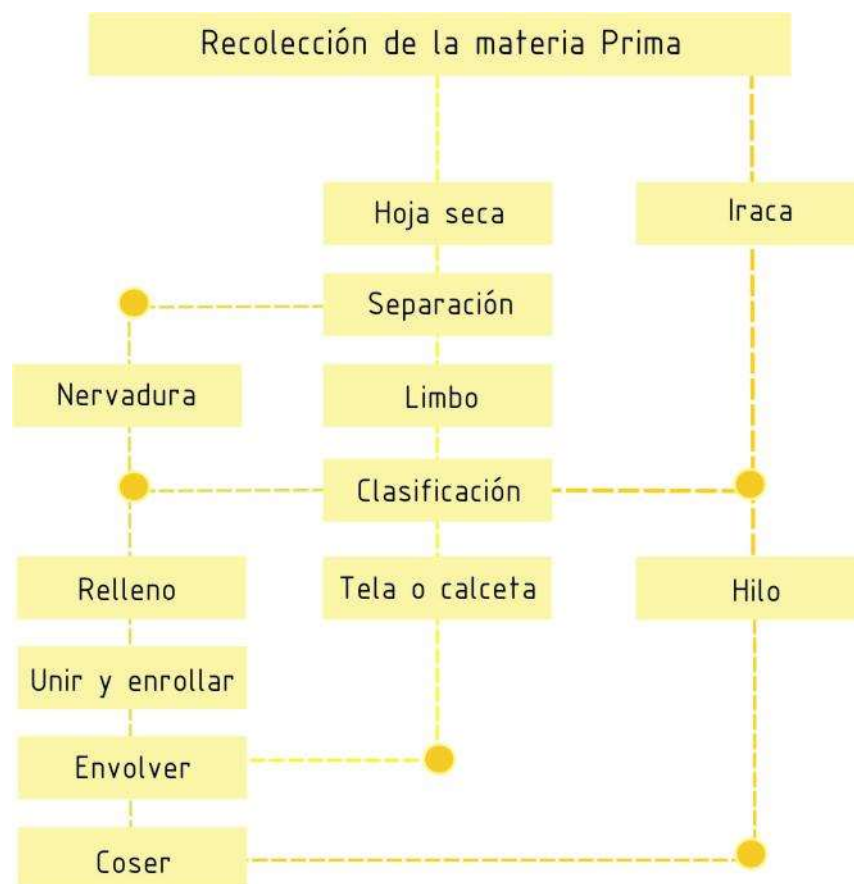 Recolección de la materia Prima
Hoja seca
Iraca
Separación
Nervadura
Limbo
Clasificación
Relleno
Tela o calceta
Hilo
Unir y enrollar
Envolver
Coser